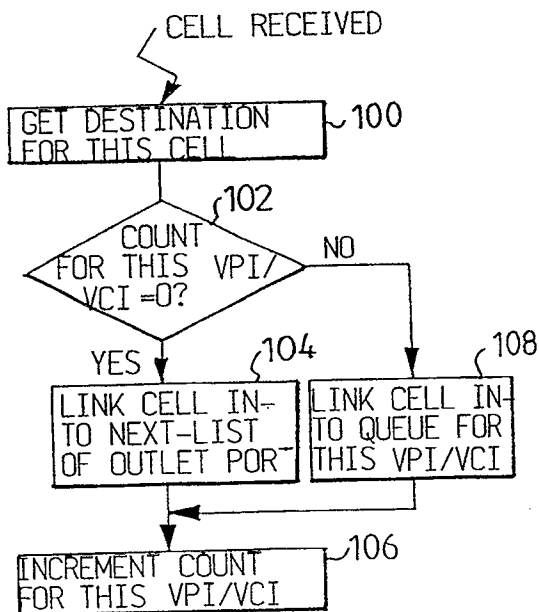 CELL RECEIVED
GET DESTINATION
FOR THIS CELL
100
102
COUNT
FOR THIS VPI/
VCI =0?
NO
YES
104
LINK CELL IN-
TO NEXT-LIST
OF OUTLET PORT
108
LINK CELL IN-
TO QUEUE FOR
THIS VPI/VCI
INCREMENT COUNT
FOR THIS VPI/VCI
106